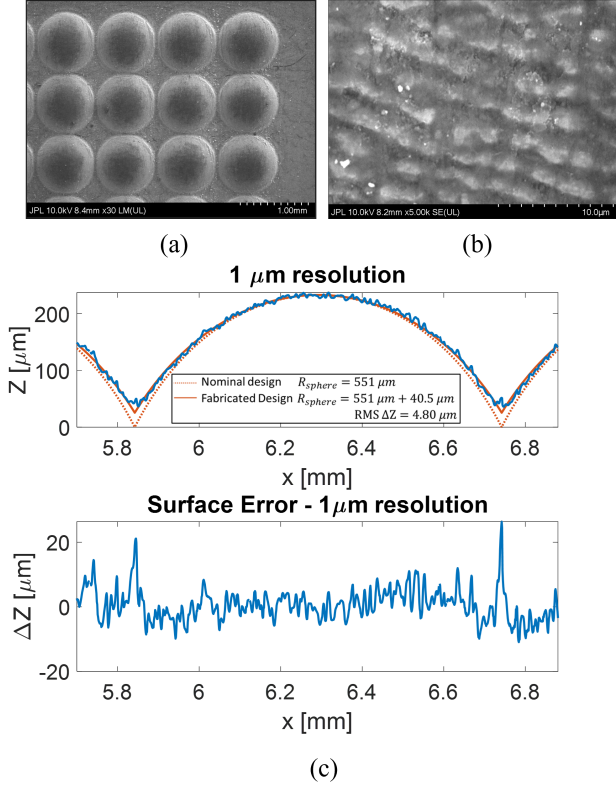 JPL 10.0kV 8.4mm x30 LM(UL) 1.00mm
JPL 10.0kV 8.2mm x5.00k SE(UL) 10.0μm
(a)
(b)
1 μm resolution
Z [μm]
200
100
0
Nominal design R_sphere = 551 μm
Fabricated Design R_sphere = 551 μm + 40.5 μm
RMS ΔZ = 4.80 μm
5.8 6 6.2 6.4 6.6 6.8
x [mm]
Surface Error - 1μm resolution
ΔZ [μm]
20
0
-20
5.8 6 6.2 6.4 6.6 6.8
x [mm]
(c)